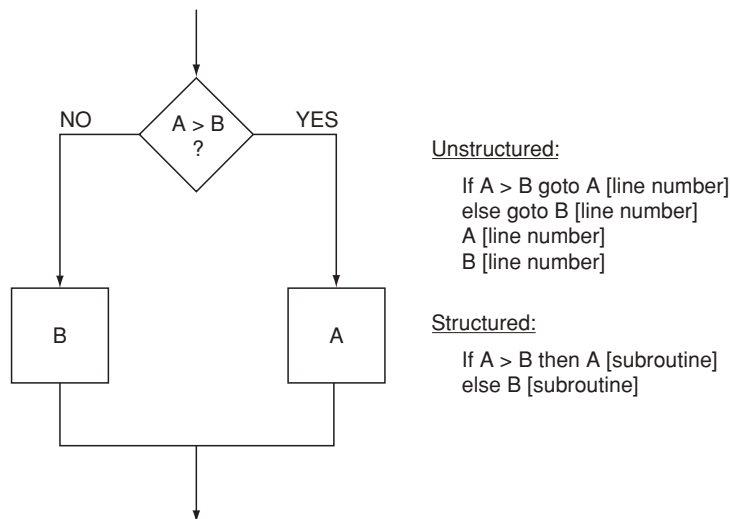 NO
A > B
?
YES
B
A
Unstructured:
If A > B goto A [line number]
else goto B [line number]
A [line number]
B [line number]
Structured:
If A > B then A [subroutine]
else B [subroutine]